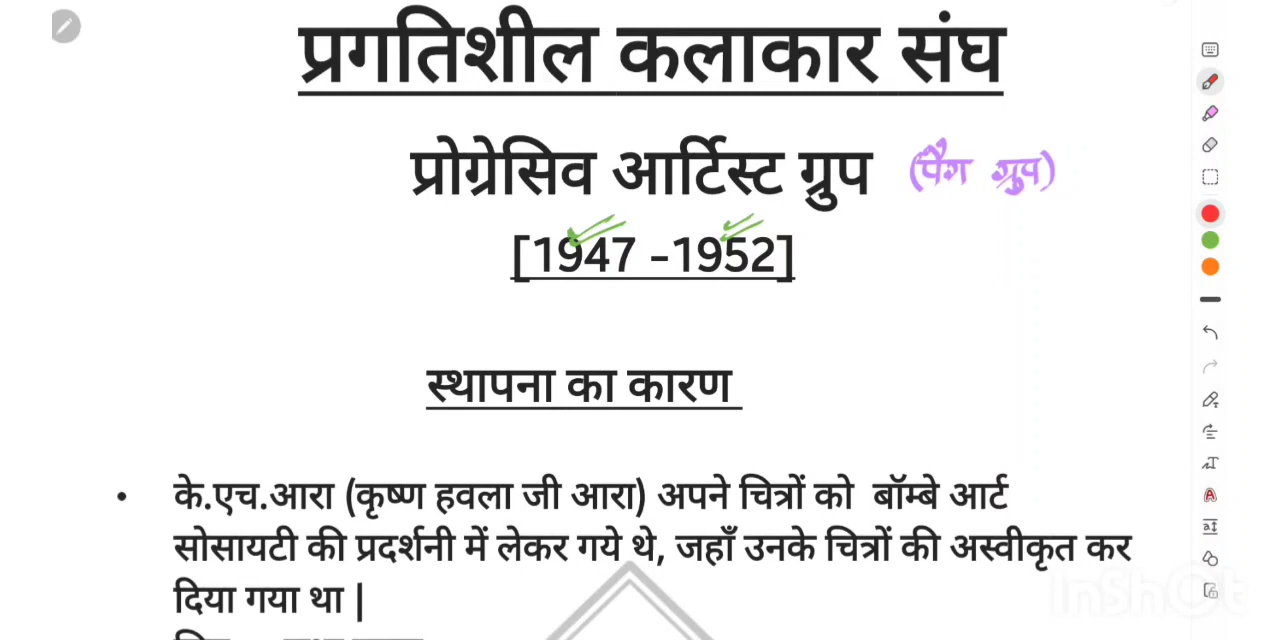 प्रगतिशील कलाकार संघ
प्रोग्रेसिव आर्टिस्ट ग्रुप (पैग ग्रुप)
[1947 -1952]
स्थापना का कारण
• के.एच.आरा (कृष्ण हवला जी आरा) अपने चित्रों को बॉम्बे आर्ट
सोसायटी की प्रदर्शनी में लेकर गये थे, जहाँ उनके चित्रों की अस्वीकृत कर
दिया गया था |
InShOt